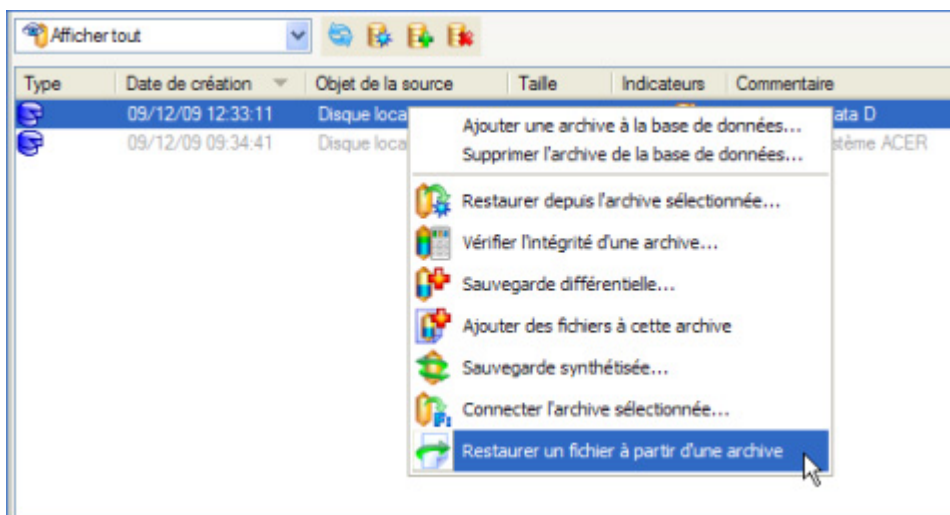 Afficher tout
Type Date de création Objet de la source Taille Indicateurs Commentaire
09/12/09 12:33:11 Disque loca ata D
09/12/09 09:34:41 Disque loca stème ACER
Ajouter une archive à la base de données...
Supprimer l'archive de la base de données...
Restaurer depuis l'archive sélectionnée...
Vérifier l'intégrité d'une archive...
Sauvegarde différentielle...
Ajouter des fichiers à cette archive
Sauvegarde synthétisée...
Connecter l'archive sélectionnée...
Restaurer un fichier à partir d'une archive